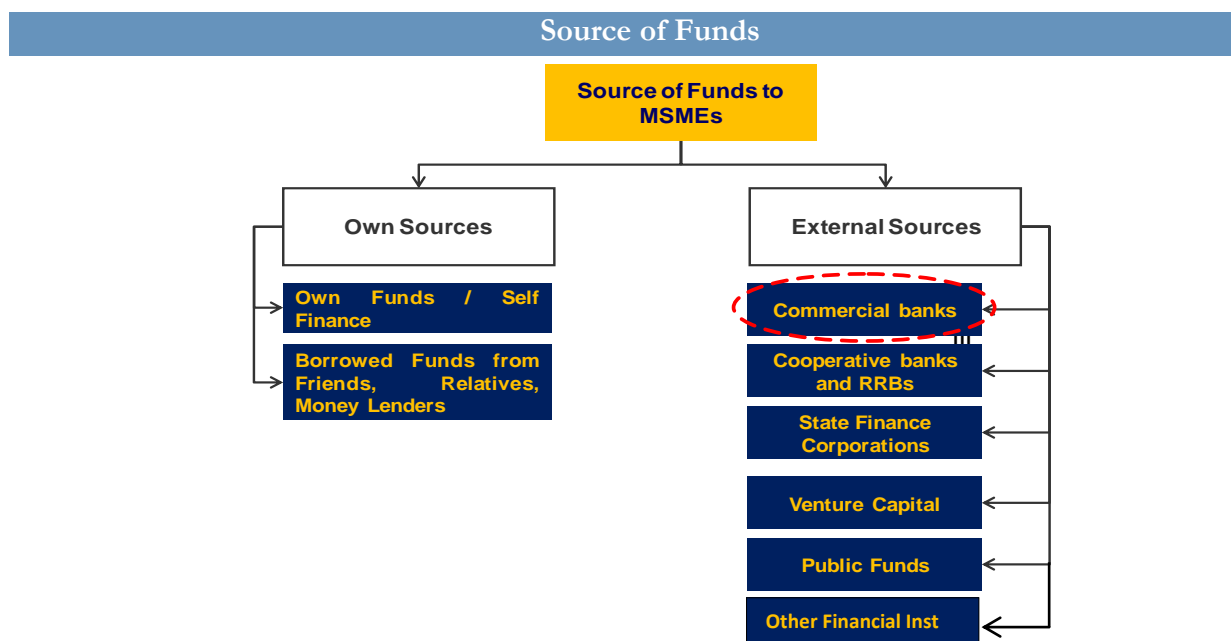 Source of Funds
Source of Funds to
MSMEs
Own Sources
External Sources
Own Funds / Self
Finance
Borrowed Funds from
Friends, Relatives,
Money Lenders
Commercial banks
Cooperative banks
and RRBs
State Finance
Corporations
Venture Capital
Public Funds
Other Financial Inst